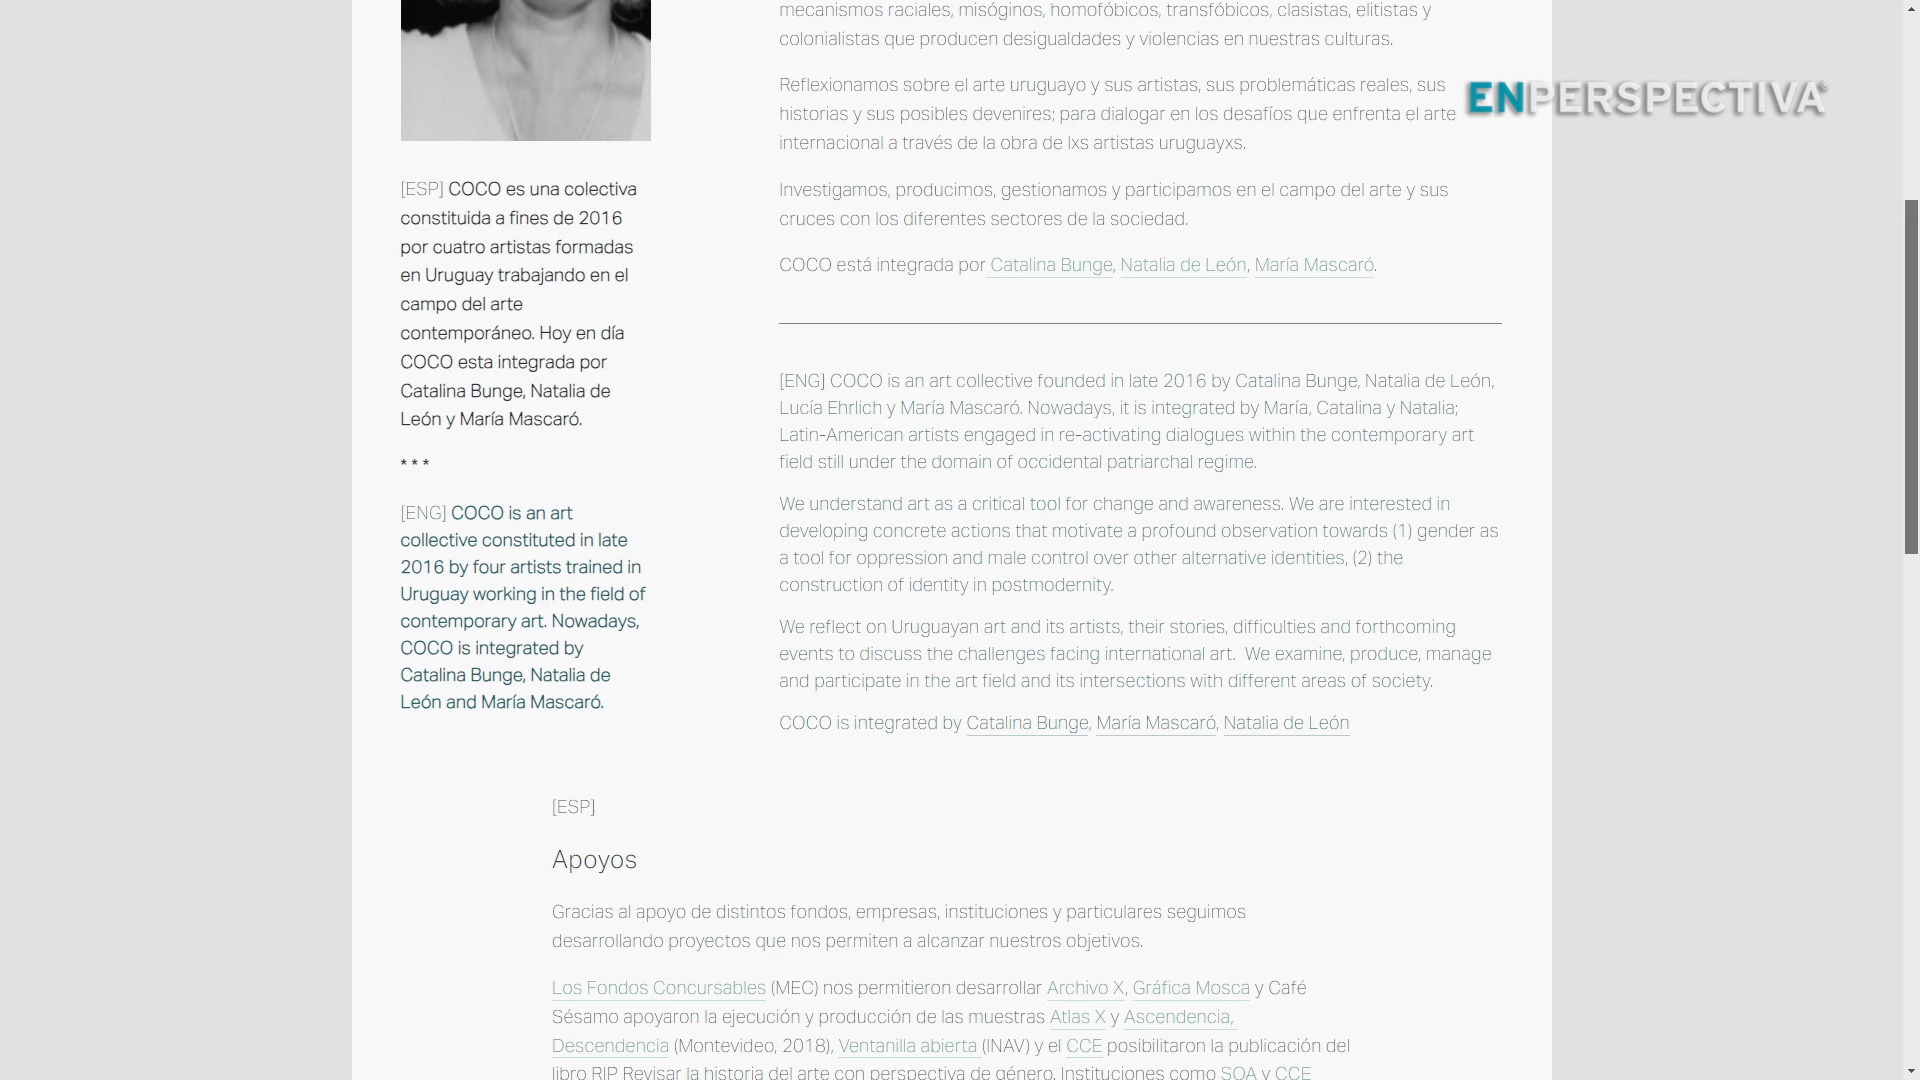 mecanismos raciales, misóginos, homofóbicos, transfóbicos, clasistas, elitistas y
colonialistas que producen desigualdades y violencias en nuestras culturas.
Reflexionamos sobre el arte uruguayo y sus artistas, sus problemáticas reales, sus
historias y sus posibles devenires; para dialogar en los desafíos que enfrenta el arte
internacional a través de la obra de lxs artistas uruguayxs.
Investigamos, producimos, gestionamos y participamos en el campo del arte y sus
cruces con los diferentes sectores de la sociedad.
COCO está integrada por Catalina Bunge, Natalia de León, María Mascaró.
ENPERSPECTIVA
[ESP] COCO es una colectiva
constituida a fines de 2016
por cuatro artistas formadas
en Uruguay trabajando en el
campo del arte
contemporáneo. Hoy en día
COCO esta integrada por
Catalina Bunge, Natalia de
León y María Mascaró.
* * *
[ENG] COCO is an art
collective constituted in late
2016 by four artists trained in
Uruguay working in the field of
contemporary art. Nowadays,
COCO is integrated by
Catalina Bunge, Natalia de
León and María Mascaró.
[ENG] COCO is an art collective founded in late 2016 by Catalina Bunge, Natalia de León,
Lucía Ehrlich y María Mascaró. Nowadays, it is integrated by María, Catalina y Natalia;
Latin-American artists engaged in re-activating dialogues within the contemporary art
field still under the domain of occidental patriarchal regime.
We understand art as a critical tool for change and awareness. We are interested in
developing concrete actions that motivate a profound observation towards (1) gender as
a tool for oppression and male control over other alternative identities, (2) the
construction of identity in postmodernity.
We reflect on Uruguayan art and its artists, their stories, difficulties and forthcoming
events to discuss the challenges facing international art.  We examine, produce, manage
and participate in the art field and its intersections with different areas of society.
COCO is integrated by Catalina Bunge, María Mascaró, Natalia de León
[ESP]
Apoyos
Gracias al apoyo de distintos fondos, empresas, instituciones y particulares seguimos
desarrollando proyectos que nos permiten a alcanzar nuestros objetivos.
Los Fondos Concursables (MEC) nos permitieron desarrollar Archivo X, Gráfica Mosca y Café
Sésamo apoyaron la ejecución y producción de las muestras Atlas X y Ascendencia,
Descendencia (Montevideo, 2018), Ventanilla abierta (INAV) y el CCE posibilitaron la publicación del
libro RIP Revisar la historia del arte con perspectiva de género. Instituciones como SOA y CCE